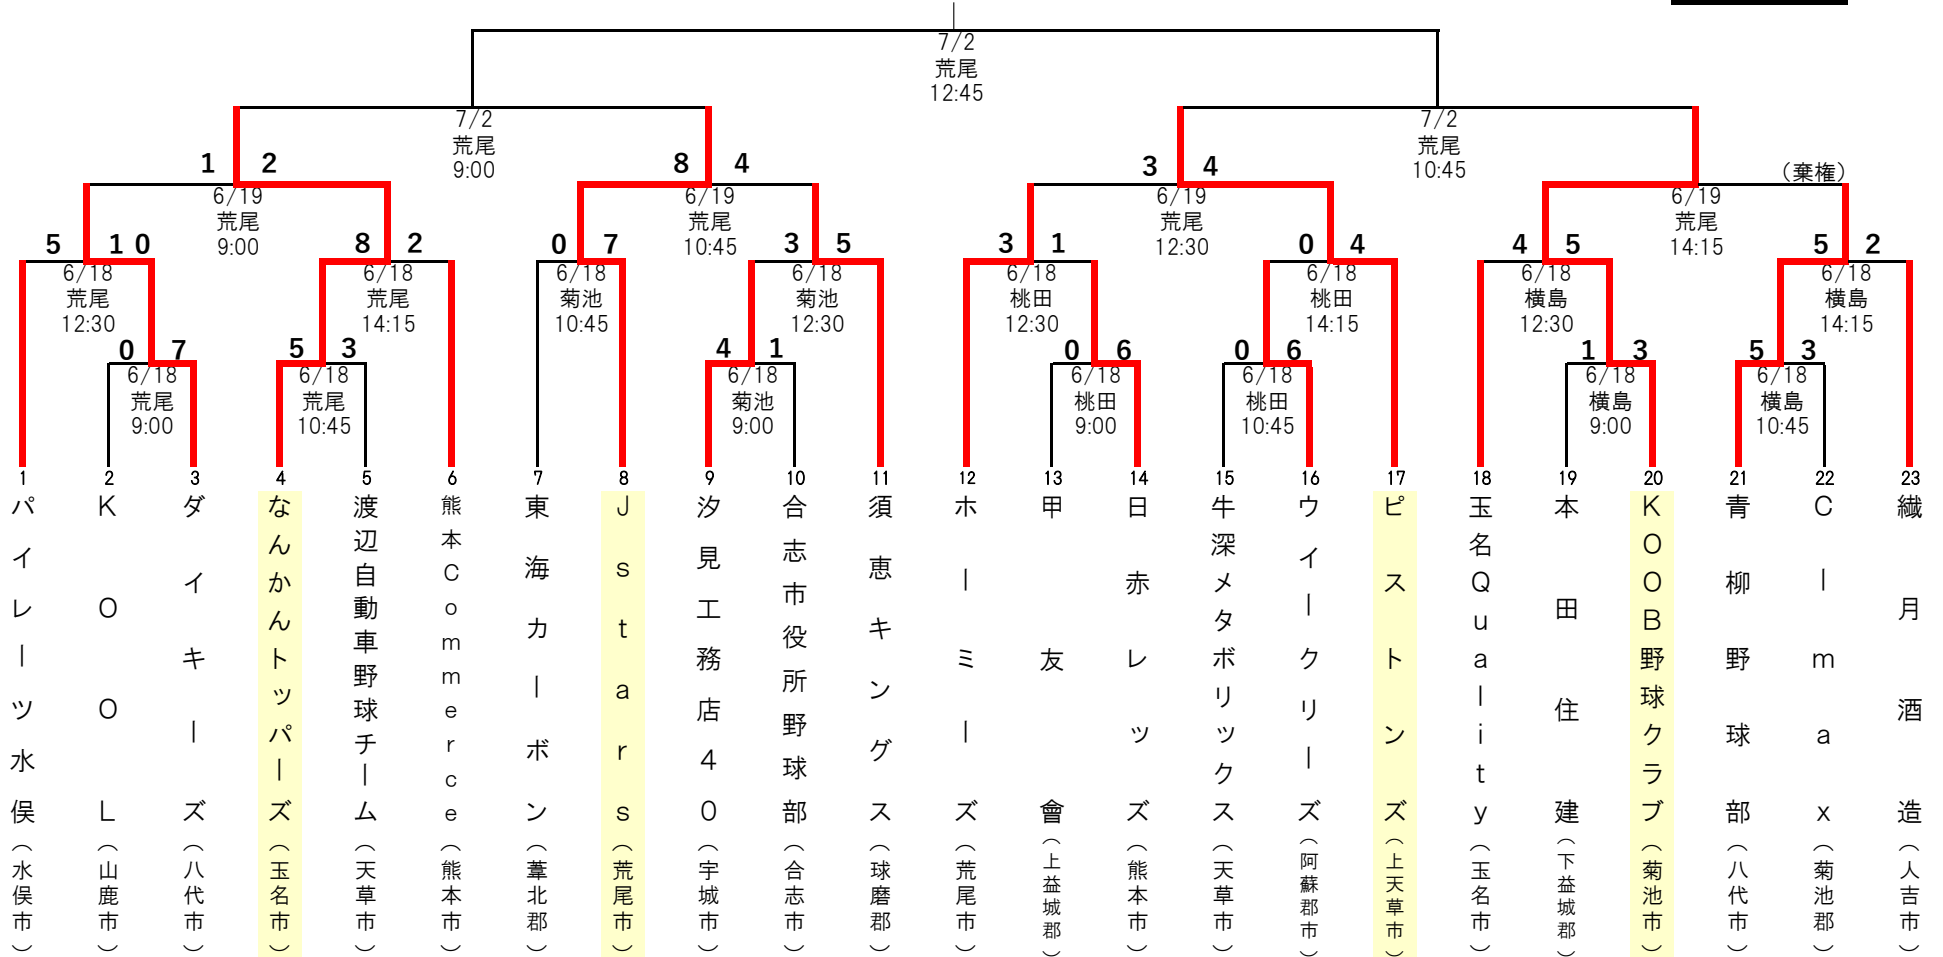 7/2
荒尾
12:45
7/2
荒尾
9:00
7/2
荒尾
10:45
1 2
6/19
荒尾
9:00
8 4
6/19
荒尾
10:45
3 4
6/19
荒尾
12:30
（棄権）
6/19
荒尾
14:15
5 10
6/18
荒尾
12:30
8 2
6/18
荒尾
14:15
0 7
6/18
菊池
10:45
3 5
6/18
菊池
12:30
3 1
6/18
桃田
12:30
0 4
6/18
桃田
14:15
4 5
6/18
横島
12:30
5 2
6/18
横島
14:15
0 7
6/18
荒尾
9:00
5 3
6/18
荒尾
10:45
4 1
6/18
菊池
9:00
0 6
6/18
桃田
9:00
0 6
6/18
桃田
10:45
1 3
6/18
横島
9:00
5 3
6/18
横島
10:45
1 パイレーツ水俣（水俣市）
2 KOOL（山鹿市）
3 ダイキーズ（八代市）
4 なんかんトッパーズ（玉名市）
5 渡辺自動車野球チーム（天草市）
6 熊本Commerce（熊本市）
7 東海カーボン（葦北郡）
8 Jstars（荒尾市）
9 汐見工務店40（宇城市）
10 合志市役所野球部（合志市）
11 須恵キングス（球磨郡）
12 ホーミーズ（荒尾市）
13 甲友會（上益城郡）
14 日赤レッズ（熊本市）
15 牛深メタボリックス（天草市）
16 ウイークリーズ（阿蘇郡市）
17 ピストンズ（上天草市）
18 玉名Quality（玉名市）
19 本田住建（下益城郡）
20 KOOB野球クラブ（菊池市）
21 青柳野球部（八代市）
22 Climax（菊池郡）
23 繊月酒造（人吉市）